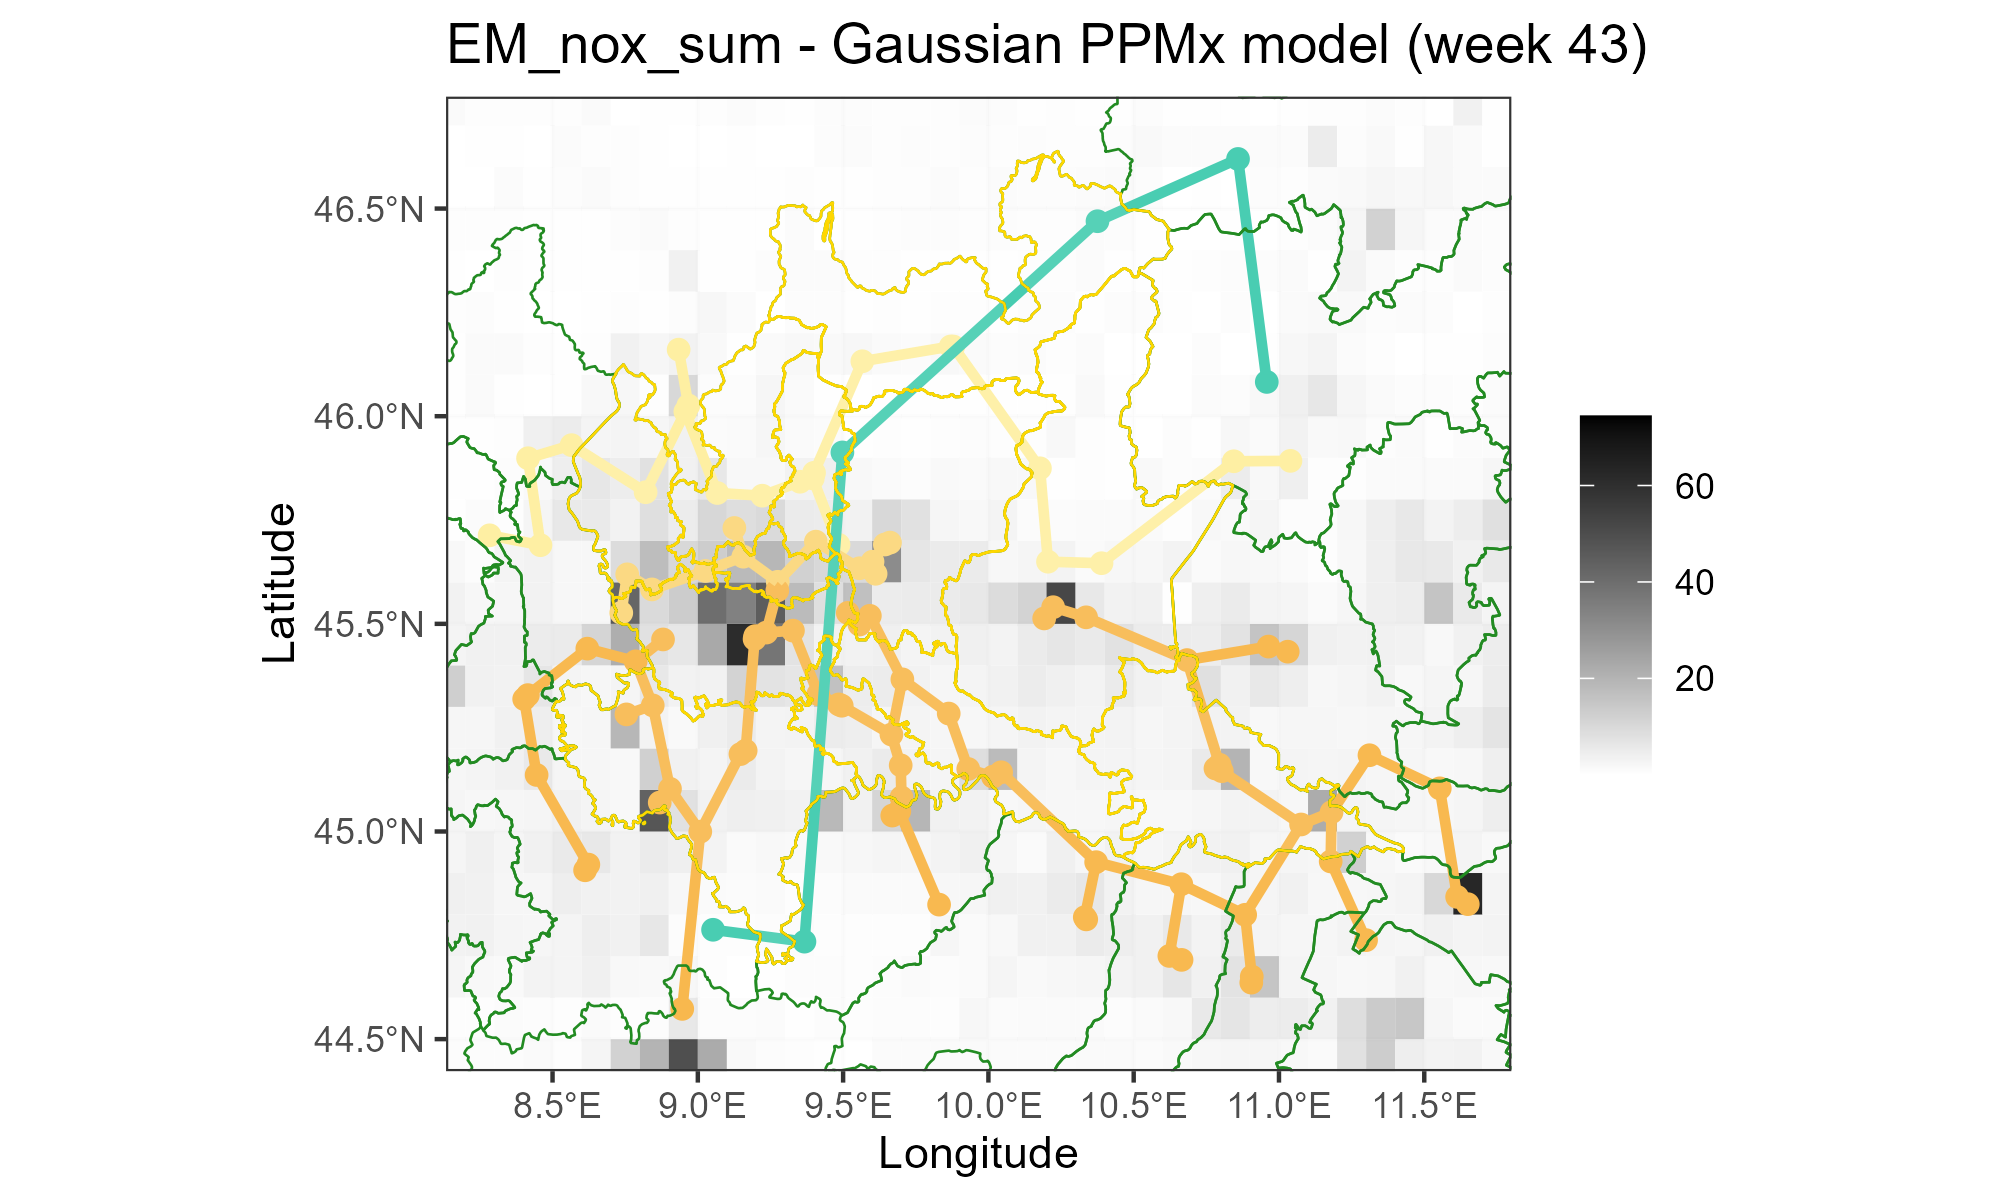 EM_nox_sum - Gaussian PPMx model (week 43)
46.5°N
46.0°N
45.5°N
45.0°N
44.5°N
Latitude
8.5°E 9.0°E 9.5°E 10.0°E 10.5°E 11.0°E 11.5°E
Longitude
60
40
20